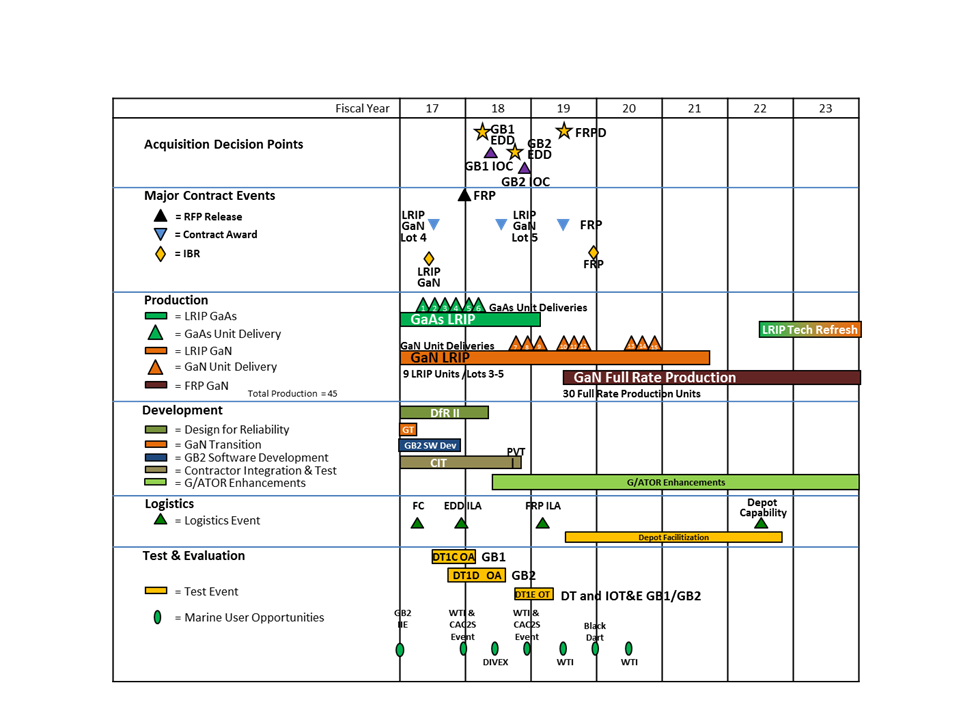 Fiscal Year 17 18 19 20 21 22 23
Acquisition Decision Points
GB1
EDD
FRPD
GB2
EDD
GB1 IOC
GB2 IOC
Major Contract Events
FRP
= RFP Release
= Contract Award
= IBR
LRIP
GaN
Lot 4
LRIP
GaN
Lot 5
FRP
LRIP
GaN
FRP
Production
= LRIP GaAs
= GaAs Unit Delivery
= LRIP GaN
= GaN Unit Delivery
= FRP GaN
Total Production = 45
1 2 3 4 5 6
GaAs Unit Deliveries
GaAs LRIP
LRIP Tech Refresh
GaN Unit Deliveries
GaN LRIP
9 LRIP Units /Lots 3-5
GaN Full Rate Production
30 Full Rate Production Units
Development
= Design for Reliability
= GaN Transition
= GB2 Software Development
= Contractor Integration & Test
= G/ATOR Enhancements
DfR II
GT
GB2 SW Dev
PVT
CIT
G/ATOR Enhancements
Logistics
= Logistics Event
FC
EDD ILA
FRP ILA
Depot
Capability
Depot Facilitization
Test & Evaluation
= Test Event
= Marine User Opportunities
DT1C OA GB1
DT1D OA GB2
DT1E OT DT and IOT&E GB1/GB2
GB2
WTI &
CAC2S
Event
DIVEX
WTI &
CAC2S
Event
WTI
Black
Dart
WTI